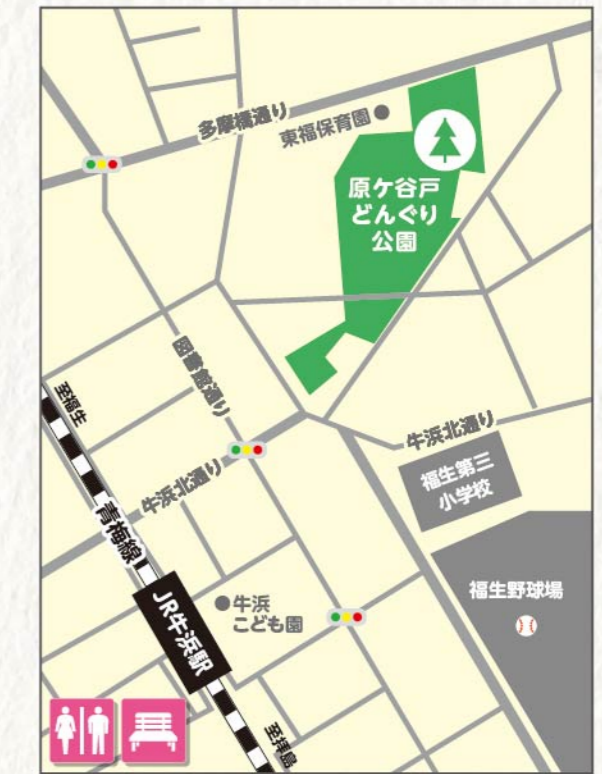 多摩橋通り
東福保育園
原ケ谷戸
どんぐり
公園
図書館通り
至福生
牛浜北通り
牛浜北通り
福生第三
小学校
青梅線
JR牛浜駅
牛浜
こども園
福生野球場
至拝島